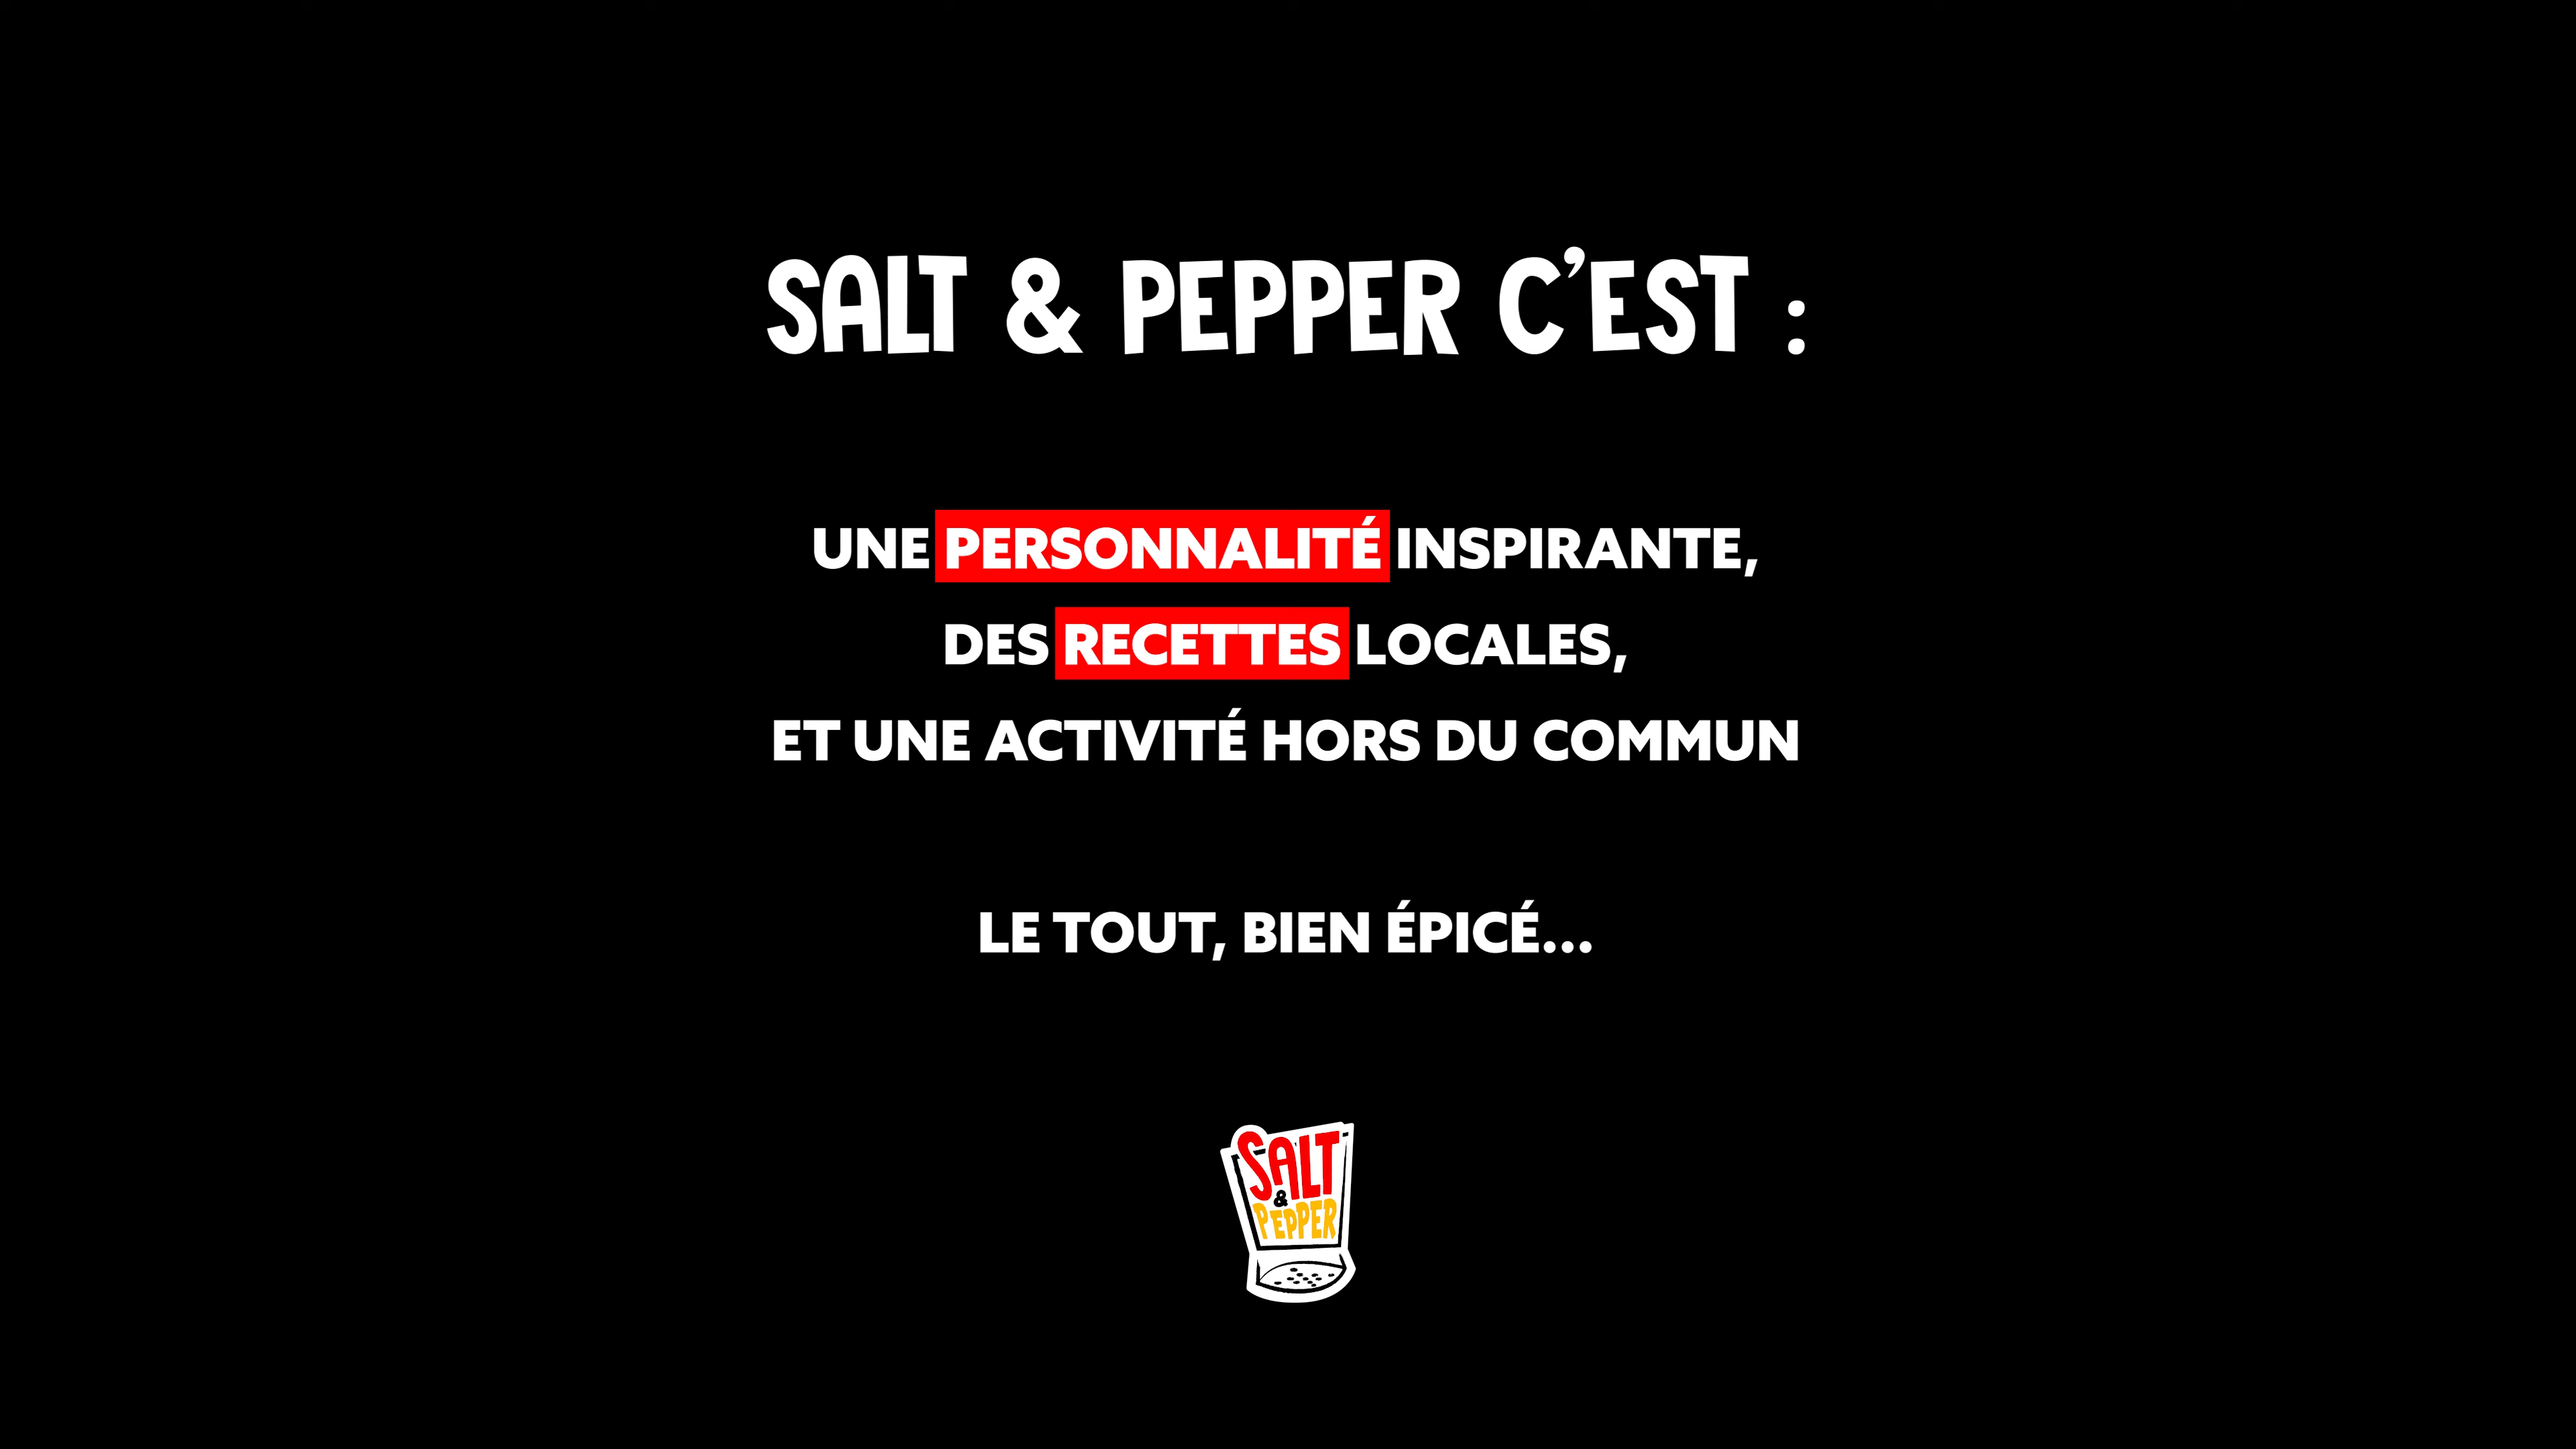 SALT & PEPPER C'EST :
UNE PERSONNALITÉ INSPIRANTE,
DES RECETTES LOCALES,
ET UNE ACTIVITÉ HORS DU COMMUN
LE TOUT, BIEN ÉPICÉ...
SALT
&
PEPPER